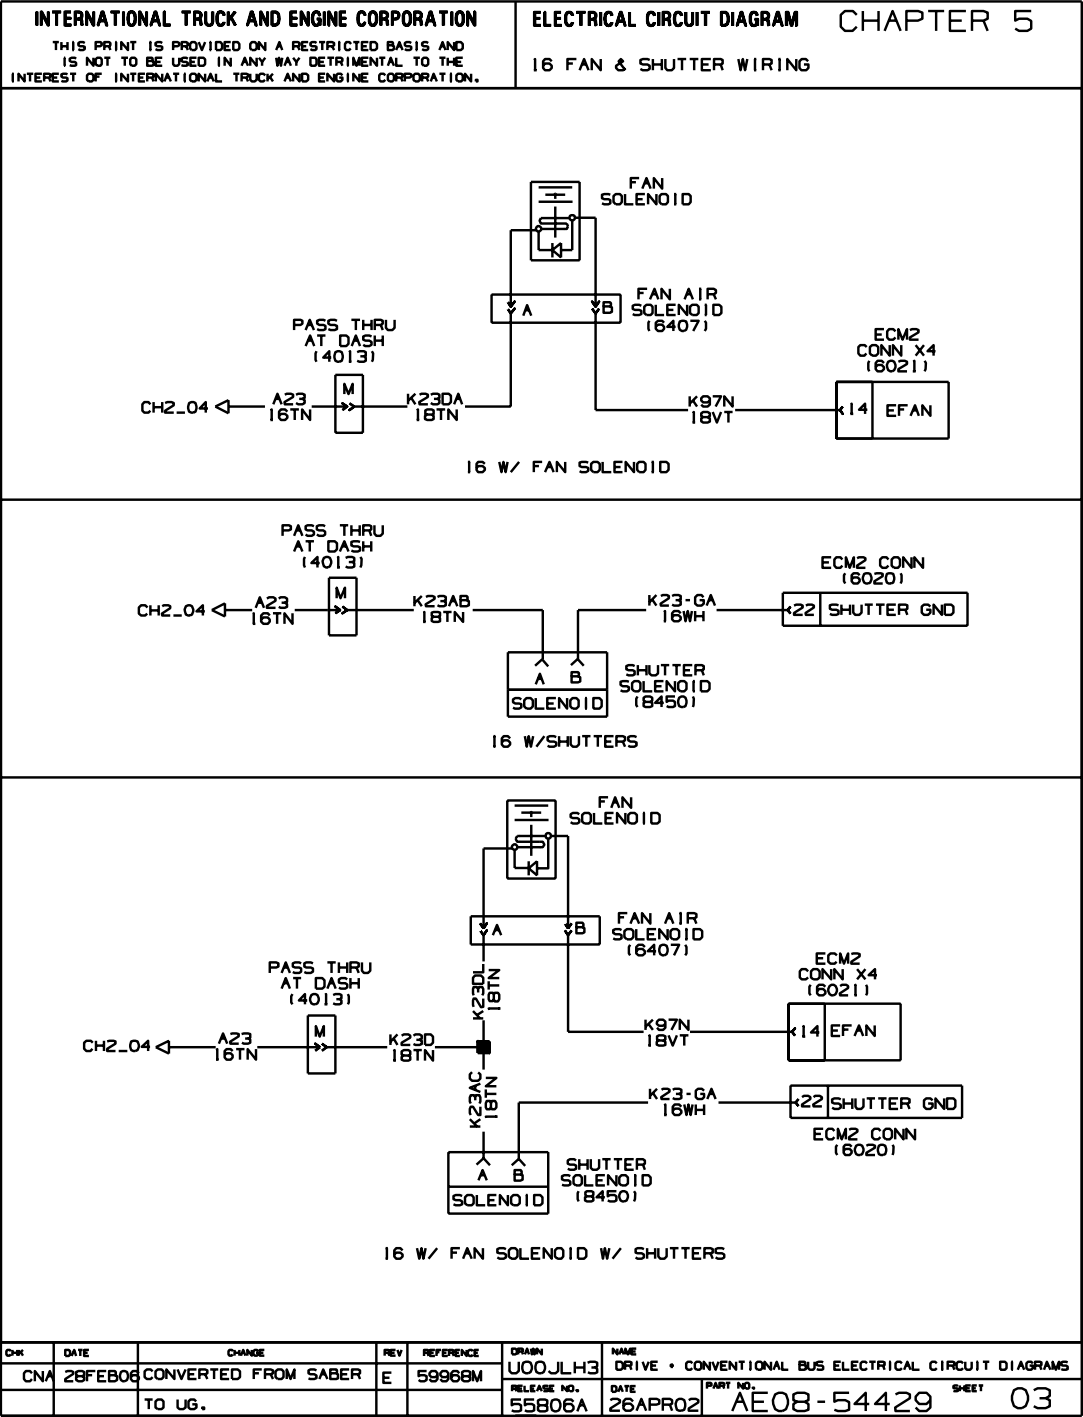 INTERNATIONAL TRUCK AND ENGINE CORPORATION
THIS PRINT IS PROVIDED ON A RESTRICTED BASIS AND
IS NOT TO BE USED IN ANY WAY DETRIMENTAL TO THE
INTEREST OF INTERNATIONAL TRUCK AND ENGINE CORPORATION.
ELECTRICAL CIRCUIT DIAGRAM CHAPTER 5
16 FAN & SHUTTER WIRING
FAN
SOLENOID
A B
FAN AIR
SOLENOID
(6407)
PASS THRU
AT DASH
(4013)
M
CH2_04
A23
16TN
K23DA
18TN
K97N
18VT
ECM2
CONN X4
(6021)
14 EFAN
16 W/ FAN SOLENOID
PASS THRU
AT DASH
(4013)
M
CH2_04
A23
16TN
K23AB
18TN
K23-GA
16WH
ECM2 CONN
(6020)
22 SHUTTER GND
A B
SOLENOID
SHUTTER
SOLENOID
(8450)
16 W/SHUTTERS
FAN
SOLENOID
A B
FAN AIR
SOLENOID
(6407)
K23DL
18TN
PASS THRU
AT DASH
(4013)
M
CH2_04
A23
16TN
K23D
18TN
K97N
18VT
ECM2
CONN X4
(6021)
14 EFAN
K23AC
18TN
K23-GA
16WH
22 SHUTTER GND
ECM2 CONN
(6020)
A B
SOLENOID
SHUTTER
SOLENOID
(8450)
16 W/ FAN SOLENOID W/ SHUTTERS
CHK DATE CHANGE REV REFERENCE
CNA 28FEB06 CONVERTED FROM SABER E 59968M
TO UG.
DRAWN
U00JLH3
NAME
DRIVE • CONVENTIONAL BUS ELECTRICAL CIRCUIT DIAGRAMS
RELEASE NO.
55806A
DATE
26APR02
PART NO.
AE08-54429
SHEET
03